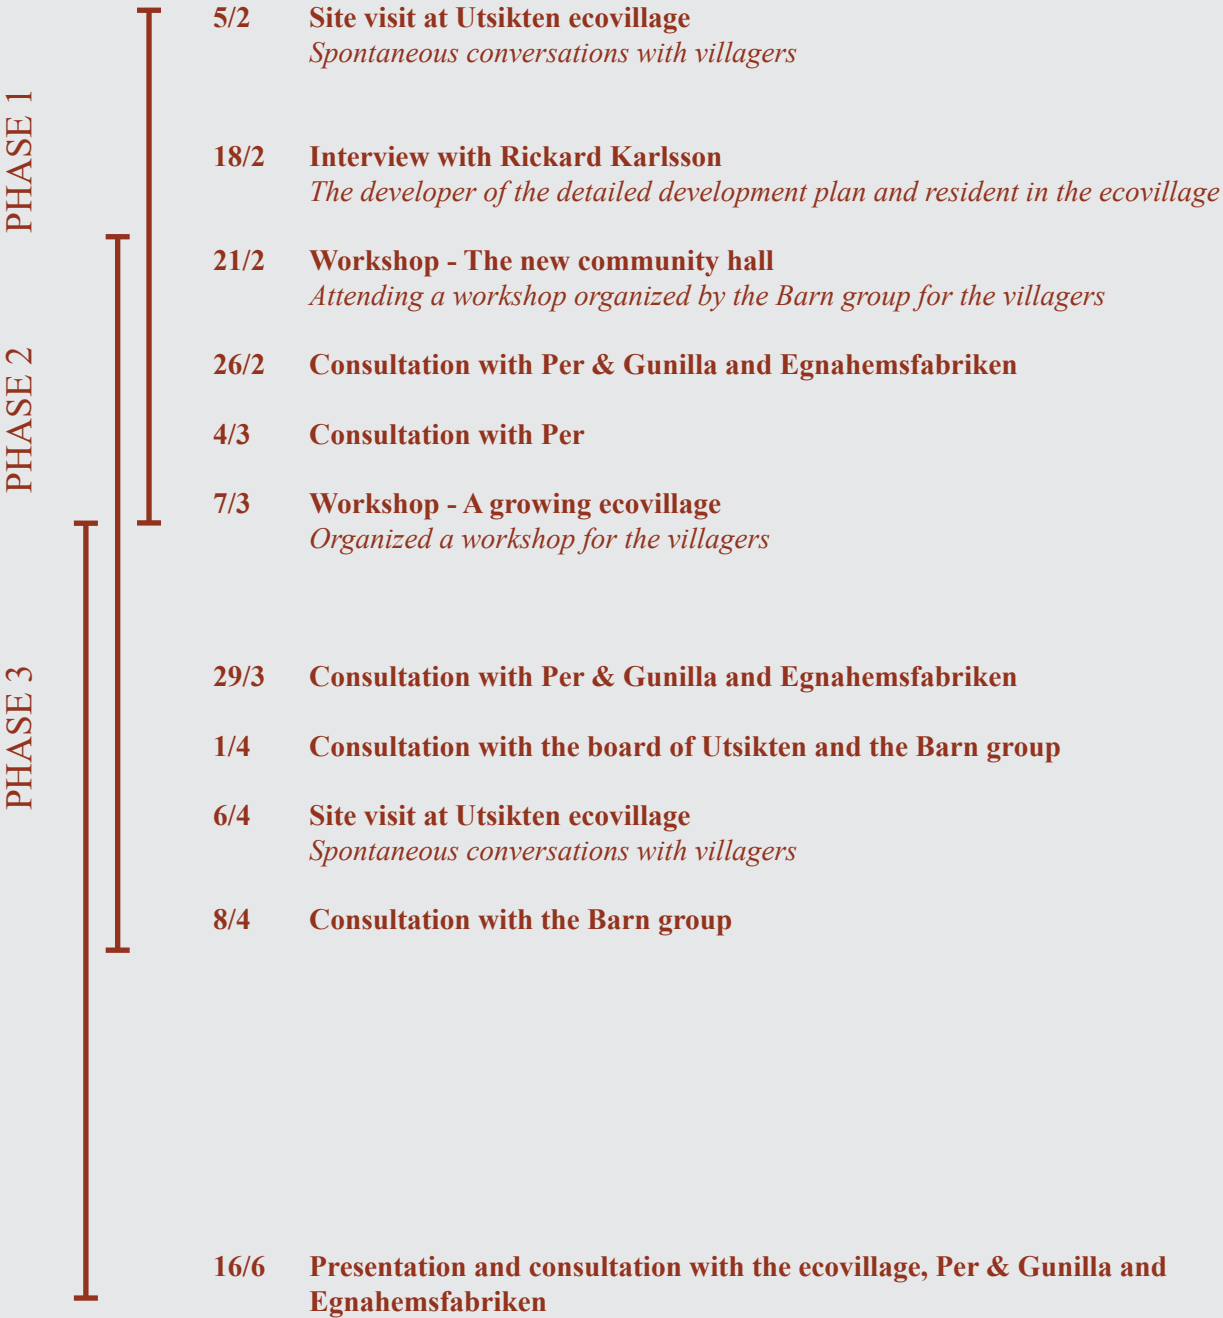 PHASE 1
5/2 Site visit at Utsikten ecovillage
Spontaneous conversations with villagers
18/2 Interview with Rickard Karlsson
The developer of the detailed development plan and resident in the ecovillage
21/2 Workshop - The new community hall
Attending a workshop organized by the Barn group for the villagers
PHASE 2
26/2 Consultation with Per & Gunilla and Egnahemsfabriken
4/3 Consultation with Per
7/3 Workshop - A growing ecovillage
Organized a workshop for the villagers
PHASE 3
29/3 Consultation with Per & Gunilla and Egnahemsfabriken
1/4 Consultation with the board of Utsikten and the Barn group
6/4 Site visit at Utsikten ecovillage
Spontaneous conversations with villagers
8/4 Consultation with the Barn group
16/6 Presentation and consultation with the ecovillage, Per & Gunilla and
Egnahemsfabriken